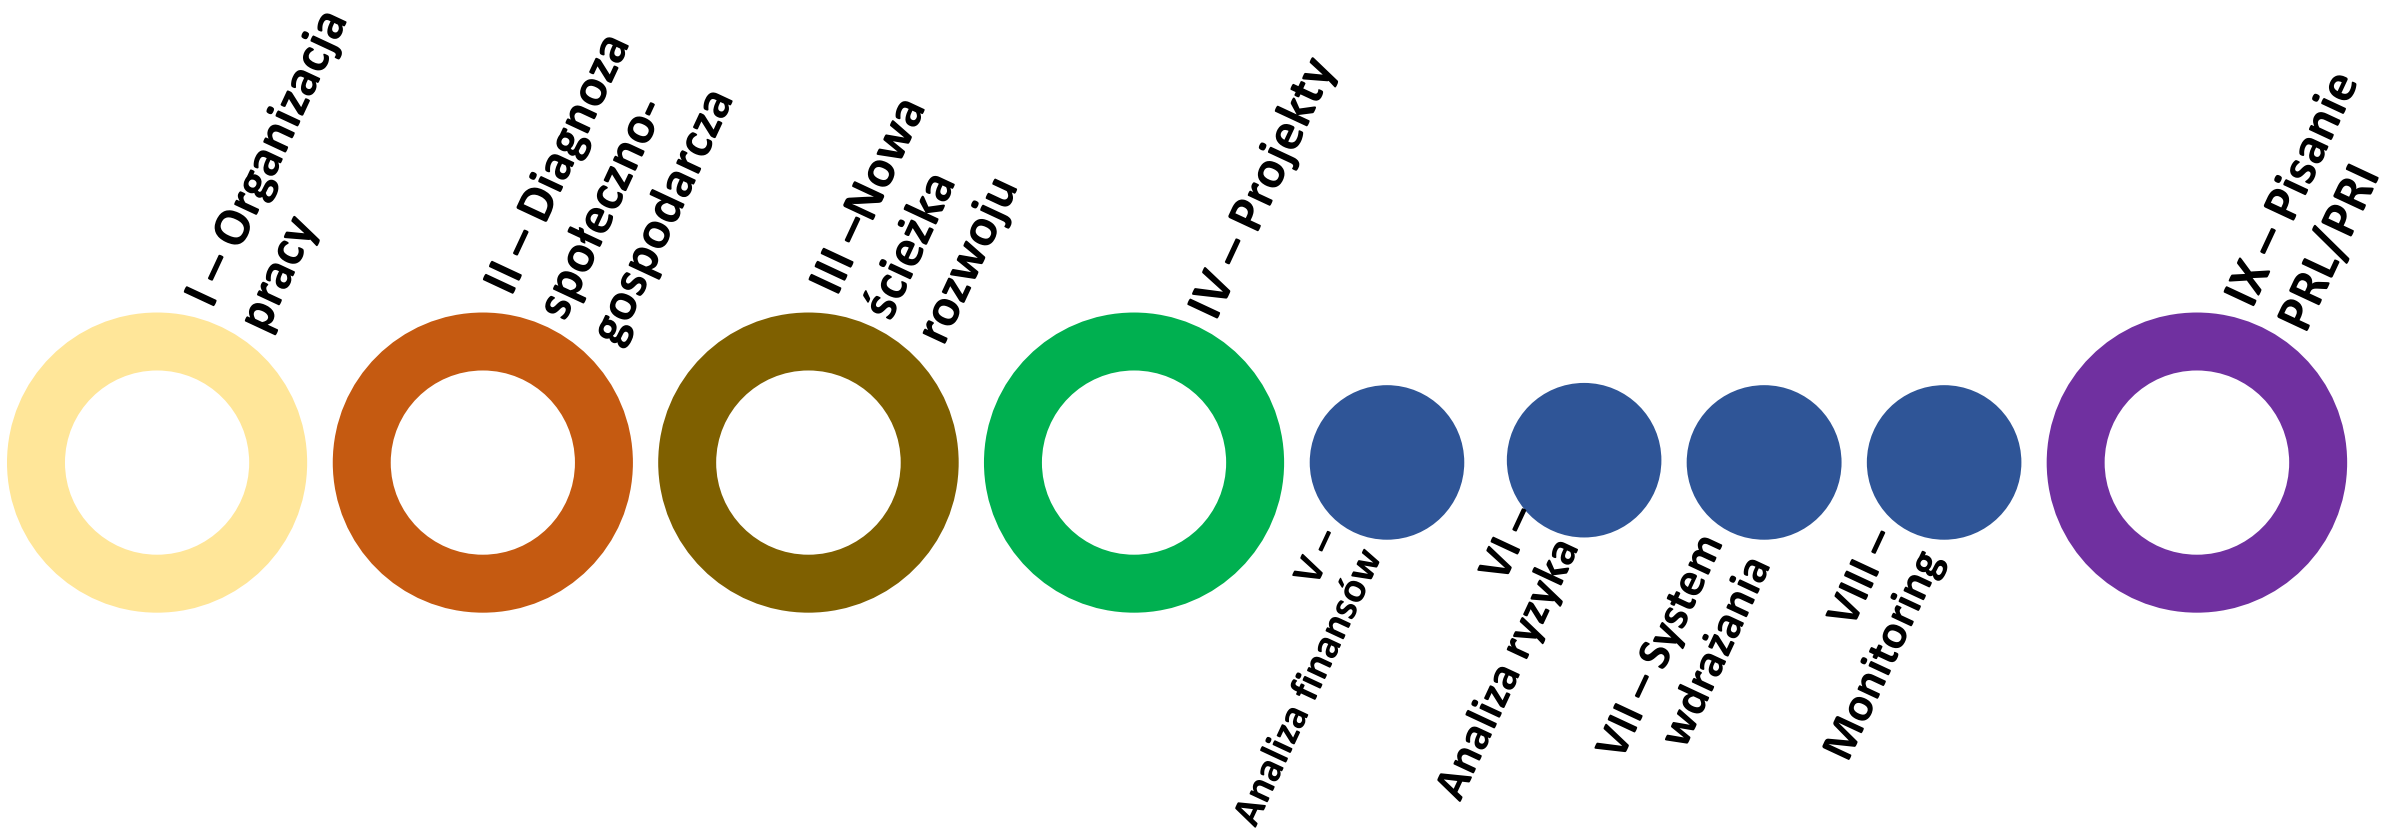 I – Organizacja
pracy
II – Diagnoza
społeczno-
gospodarcza
III –Nowa
ścieżka
rozwoju
IV – Projekty
V –
Analiza finansów
VI –
Analiza ryzyka
VII – System
wdrażania
VIII –
Monitoring
IX – Pisanie
PRL/PRI